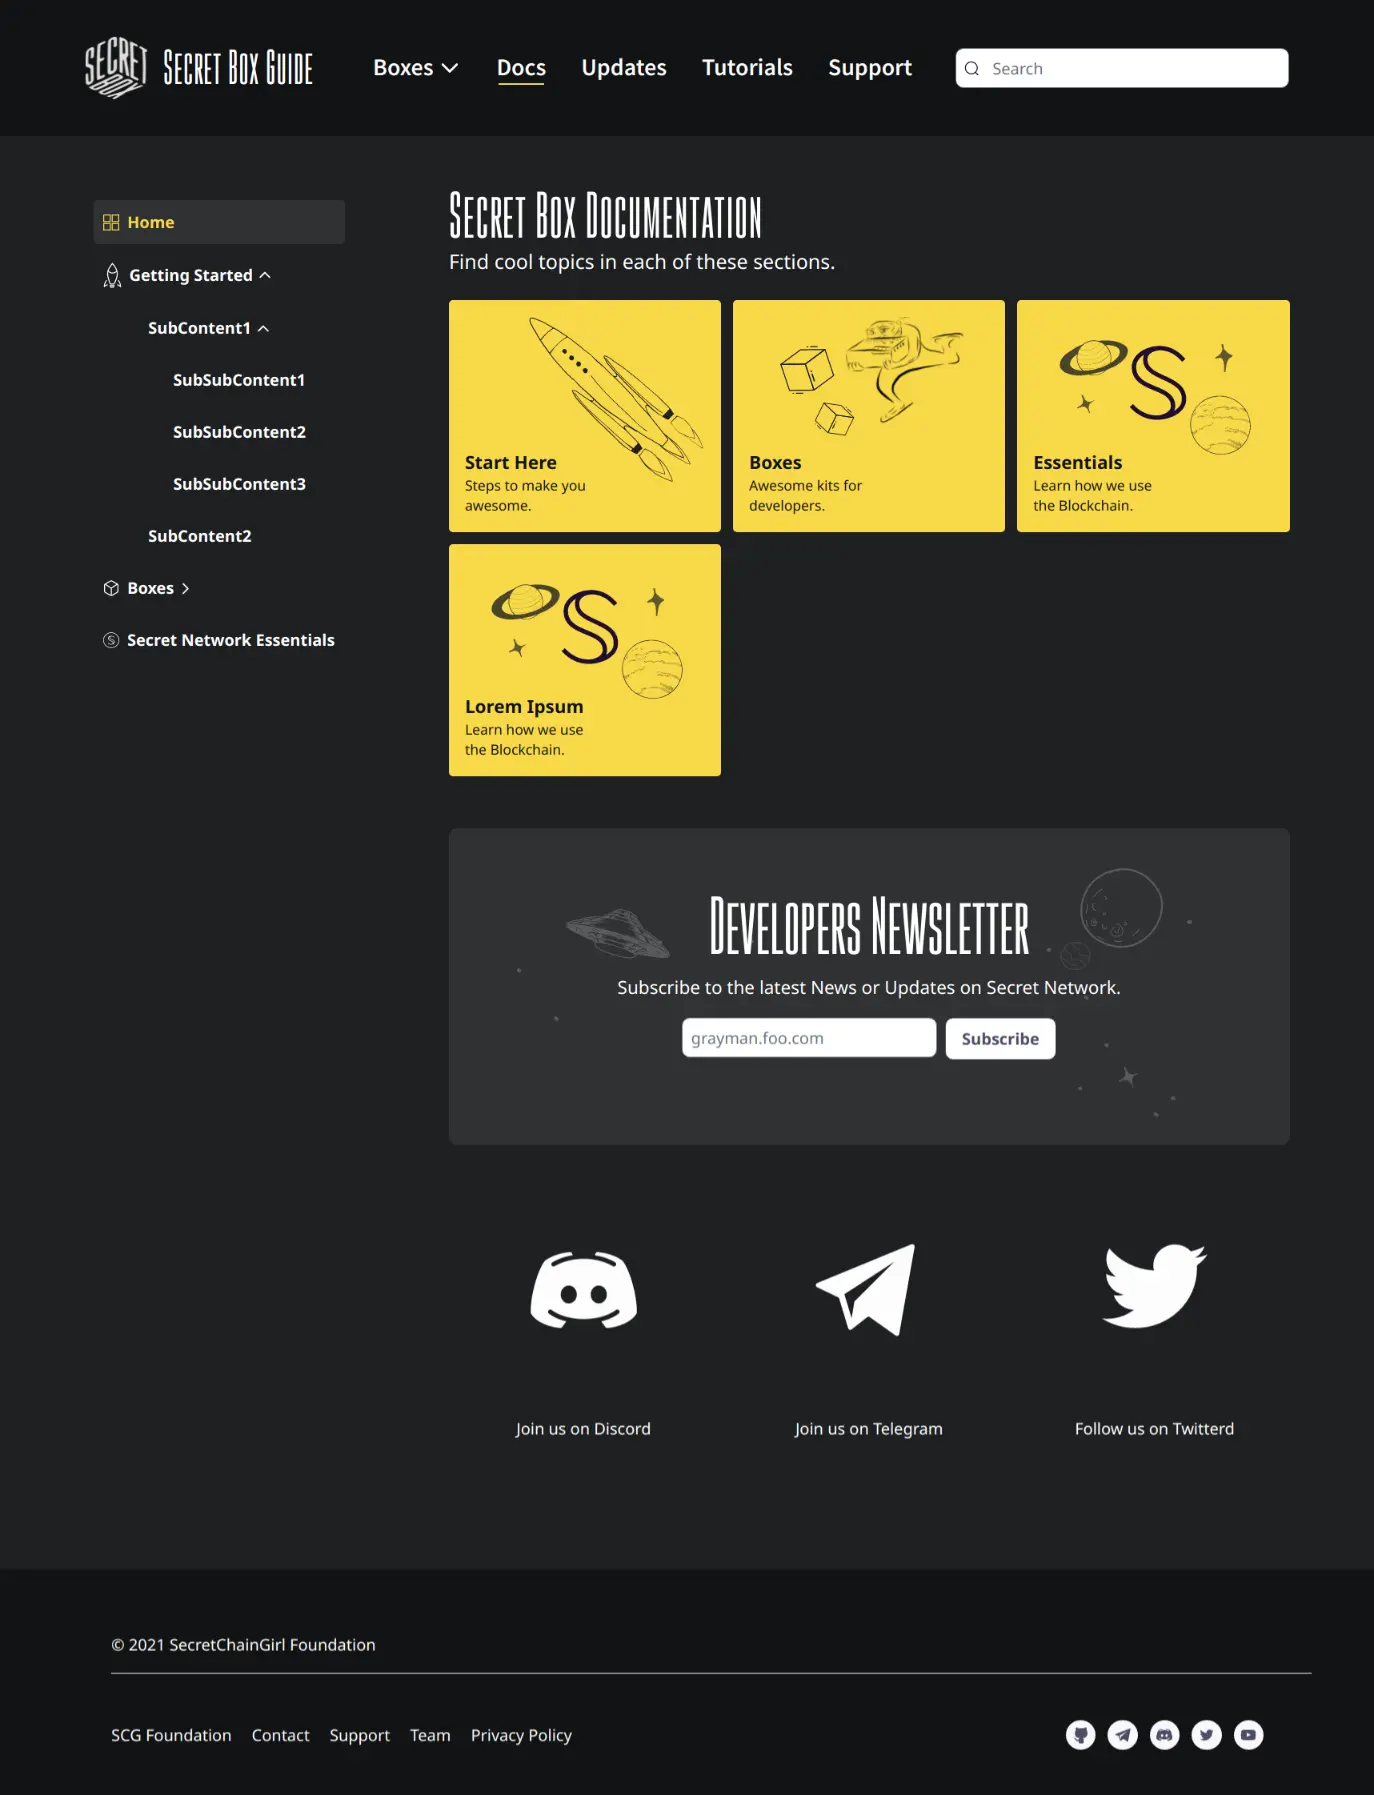 SECRET
SECRET BOX GUIDE
Boxes
Docs
Updates
Tutorials
Support
Search
Home
Getting Started
SubContent1
SubSubContent1
SubSubContent2
SubSubContent3
SubContent2
Boxes
Secret Network Essentials
SECRET BOX DOCUMENTATION
Find cool topics in each of these sections.
Start Here
Steps to make you
awesome.
Boxes
Awesome kits for
developers.
Essentials
Learn how we use
the Blockchain.
Lorem Ipsum
Learn how we use
the Blockchain.
DEVELOPERS NEWSLETTER
Subscribe to the latest News or Updates on Secret Network.
grayman.foo.com
Subscribe
Join us on Discord
Join us on Telegram
Follow us on Twitterd
© 2021 SecretChainGirl Foundation
SCG Foundation
Contact
Support
Team
Privacy Policy